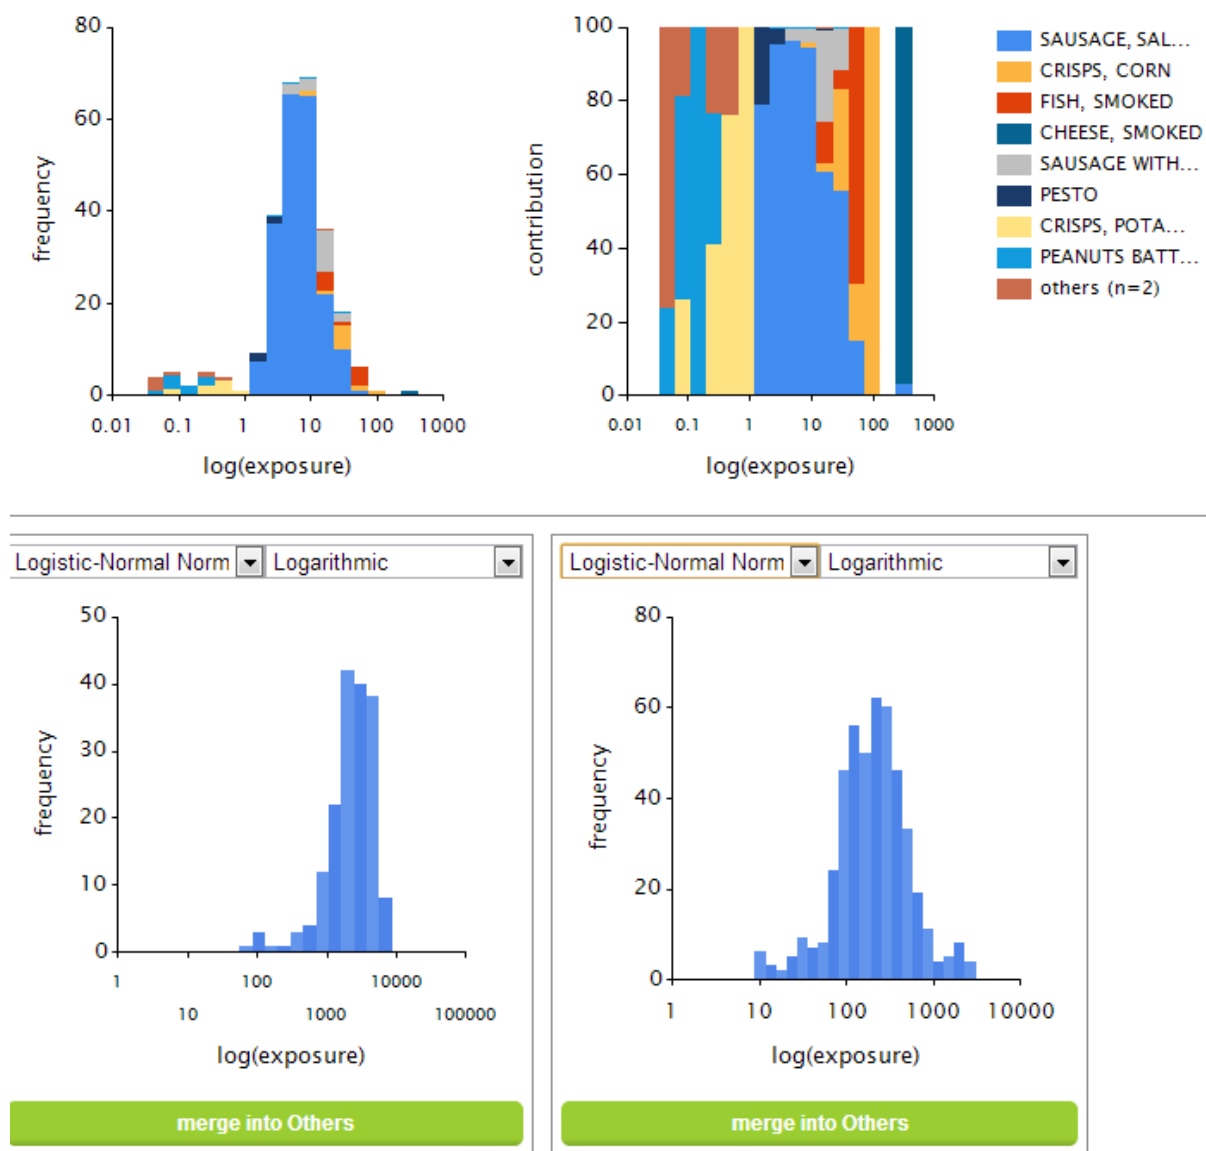 80
60
40
20
0
frequency
0.01 0.1 1 10 100 1000
log(exposure)
100
80
60
40
20
0
contribution
0.01 0.1 1 10 100 1000
log(exposure)
SAUSAGE, SAL...
CRISPS, CORN
FISH, SMOKED
CHEESE, SMOKED
SAUSAGE WITH...
PESTO
CRISPS, POTA...
PEANUTS BATT...
others (n=2)
Logistic-Normal Norm Logarithmic
50
40
30
20
10
0
frequency
1 100 10000
10 1000 100000
log(exposure)
merge into Others
Logistic-Normal Norm Logarithmic
80
60
40
20
0
frequency
1 10 100 1000 10000
log(exposure)
merge into Others